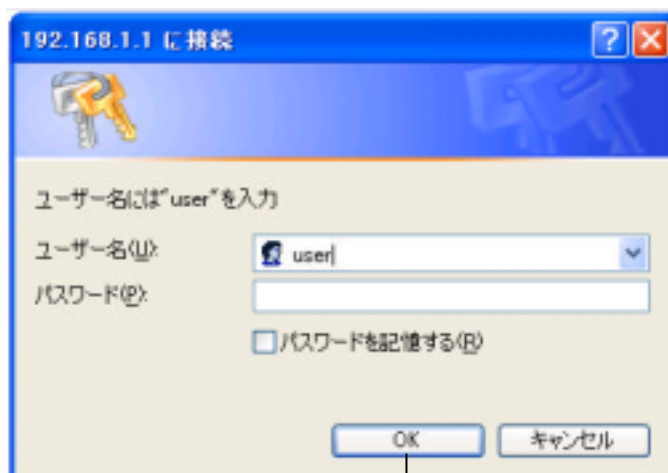 192.168.1.1 に接続
ユーザー名には"user"を入力
ユーザー名(U):
user
パスワード(P):
パスワードを記憶する(R)
OK
キャンセル